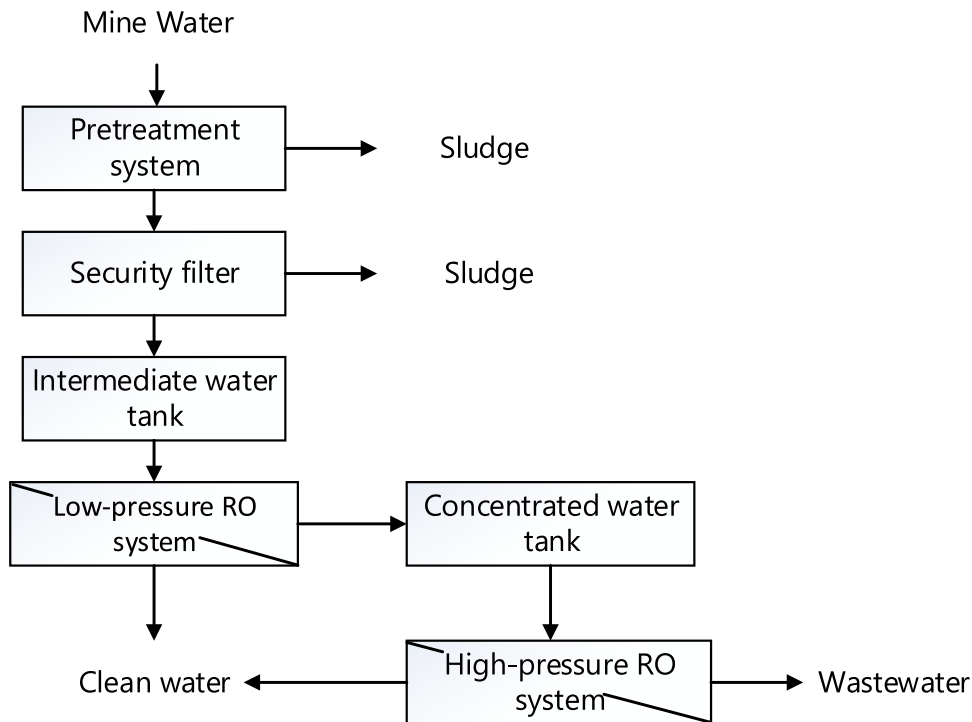 Mine Water
Pretreatment
system
Sludge
Security filter
Sludge
Intermediate water
tank
Low-pressure RO
system
Concentrated water
tank
Clean water
High-pressure RO
system
Wastewater